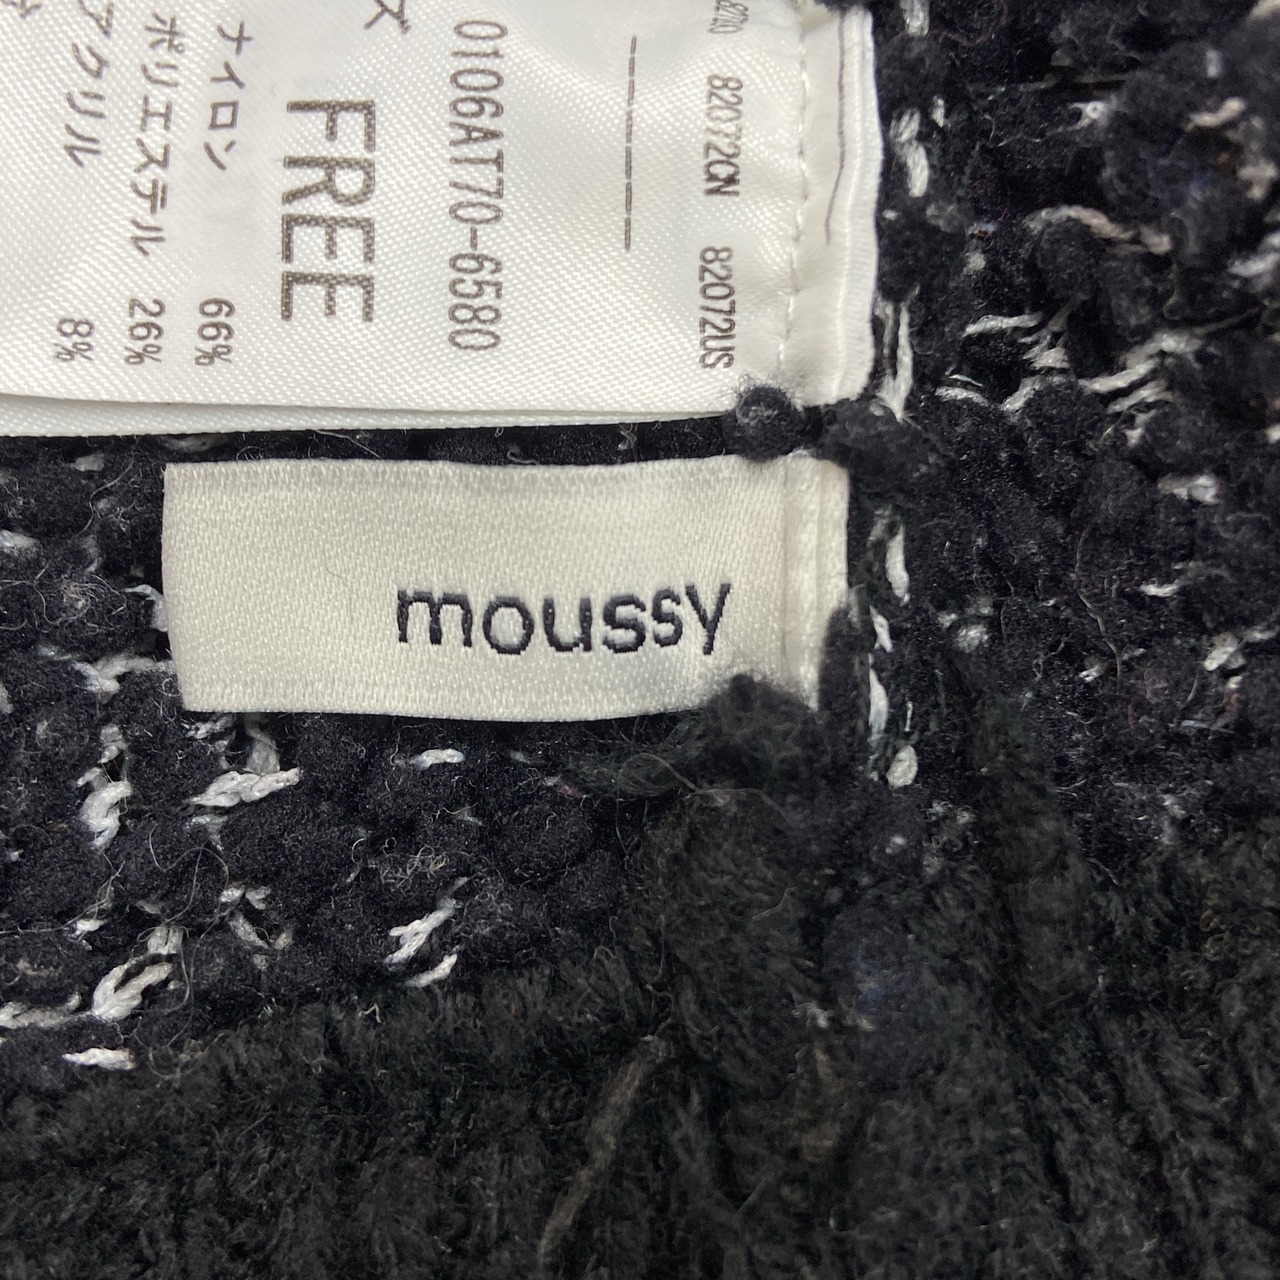 82072CN 82072US
0106AT70-6580
ズ
FREE
ナイロン 66%
ポリエステル 26%
アクリル 8%
moussy